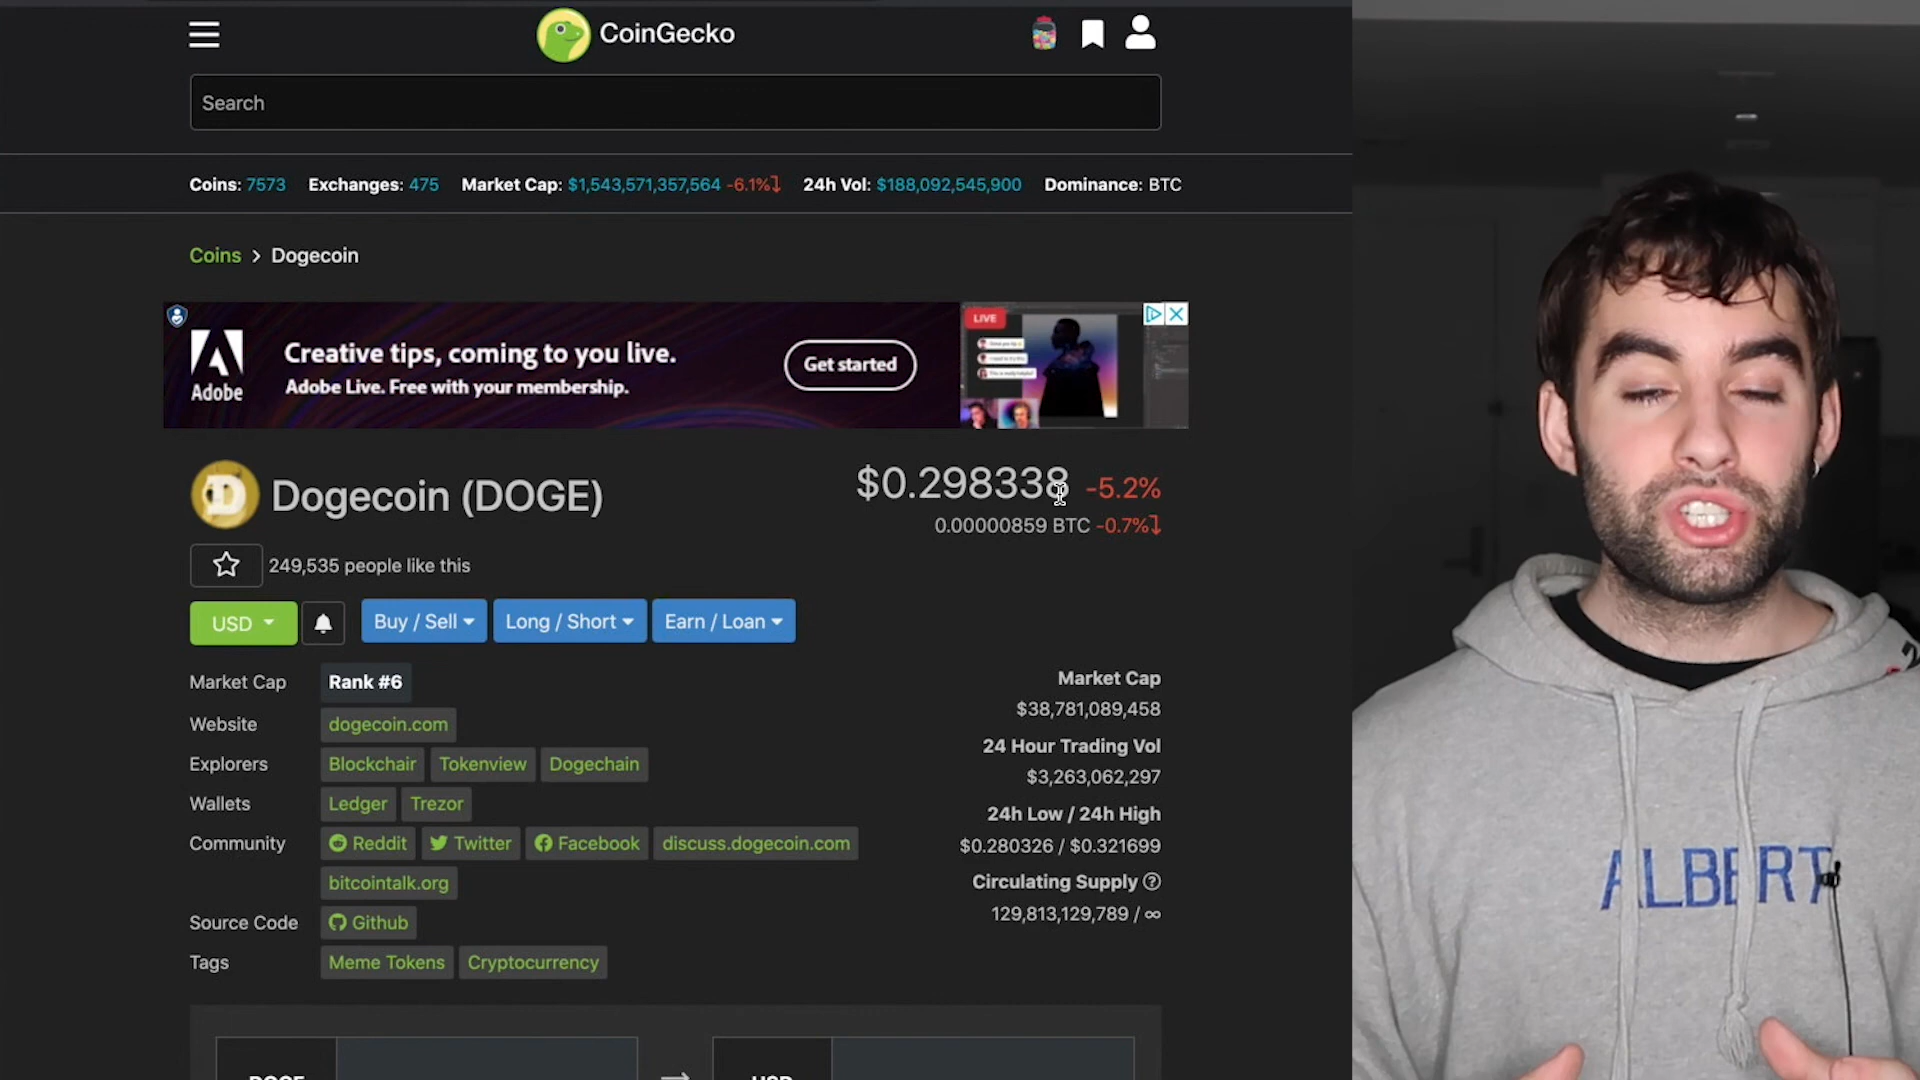 CoinGecko
Search
Coins: 7573 Exchanges: 475 Market Cap: $1,543,571,357,564 -6.1% 24h Vol: $188,092,545,900 Dominance: BTC
Coins > Dogecoin
Adobe
Creative tips, coming to you live.
Adobe Live. Free with your membership.
Get started
LIVE
Dogecoin (DOGE)
$0.298338 -5.2%
0.00000859 BTC -0.7%
249,535 people like this
USD Buy / Sell Long / Short Earn / Loan
Market Cap Rank #6
Website dogecoin.com
Explorers Blockchair Tokenview Dogechain
Wallets Ledger Trezor
Community Reddit Twitter Facebook discuss.dogecoin.com
bitcointalk.org
Source Code Github
Tags Meme Tokens Cryptocurrency
Market Cap
$38,781,089,458
24 Hour Trading Vol
$3,263,062,297
24h Low / 24h High
$0.280326 / $0.321699
Circulating Supply ?
129,813,129,789 / ∞
DOGE USD
ALBERT